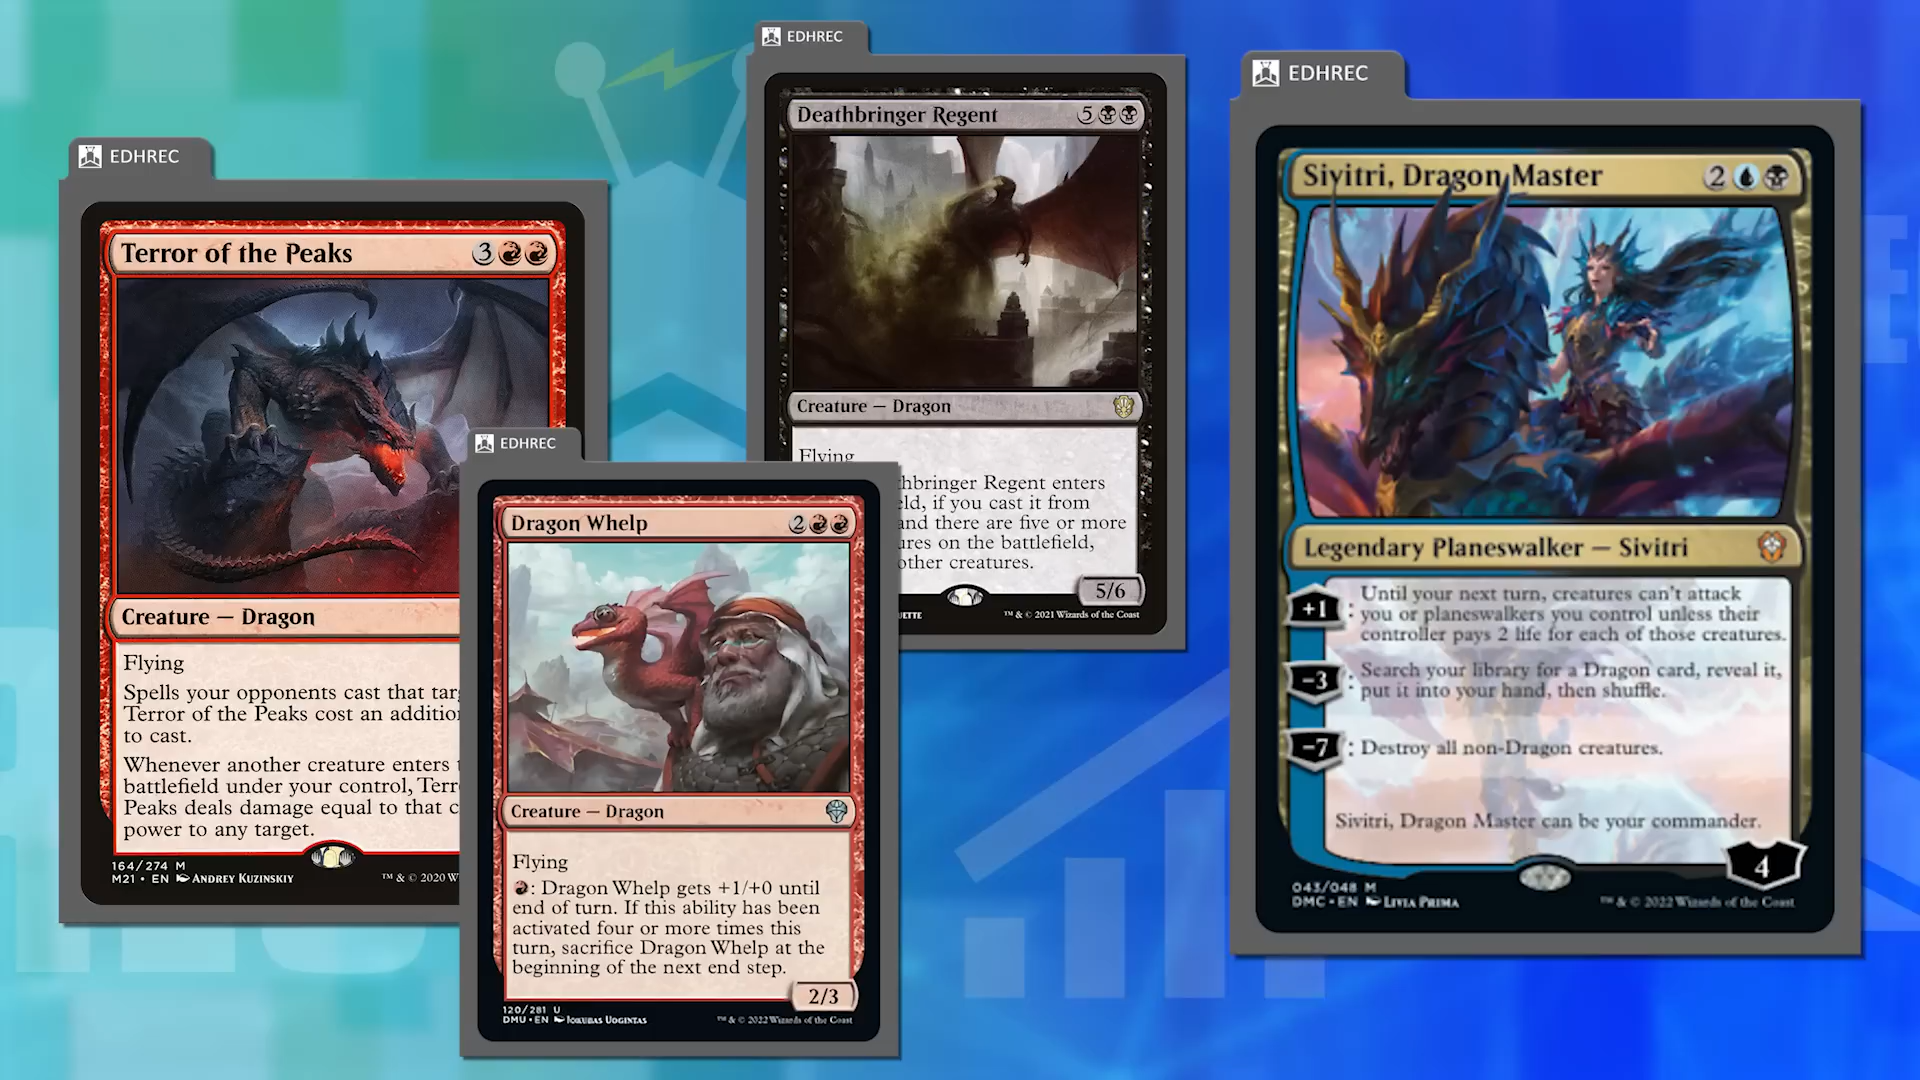 EDHREC
Terror of the Peaks 3
Creature — Dragon
Flying
Spells your opponents cast that tar
Terror of the Peaks cost an addition
to cast.
Whenever another creature enters
battlefield under your control, Terr
Peaks deals damage equal to that c
power to any target.
164/274 M
M21 • EN ANDREY KUZINSKIY
™ & © 2020 W
EDHREC
Dragon Whelp 2
Creature — Dragon
Flying
: Dragon Whelp gets +1/+0 until
end of turn. If this ability has been
activated four or more times this
turn, sacrifice Dragon Whelp at the
beginning of the next end step.
2/3
120/281 U
DMU • EN IOKUBAS UOGINTAS
™ & © 2022 Wizards of the Coast
EDHREC
Deathbringer Regent 5
Creature — Dragon
Flying
thbringer Regent enters
eld, if you cast it from
and there are five or more
ures on the battlefield,
other creatures.
5/6
UETTE
™ & © 2021 Wizards of the Coast
EDHREC
Sivitri, Dragon Master 2
Legendary Planeswalker — Sivitri
+1 : Until your next turn, creatures can't attack
you or planeswalkers you control unless their
controller pays 2 life for each of those creatures.
-3 : Search your library for a Dragon card, reveal it,
put it into your hand, then shuffle.
-7 : Destroy all non-Dragon creatures.
Sivitri, Dragon Master can be your commander.
4
043/048 M
DMC • EN LIVIA PRIMA
™ & © 2022 Wizards of the Coast